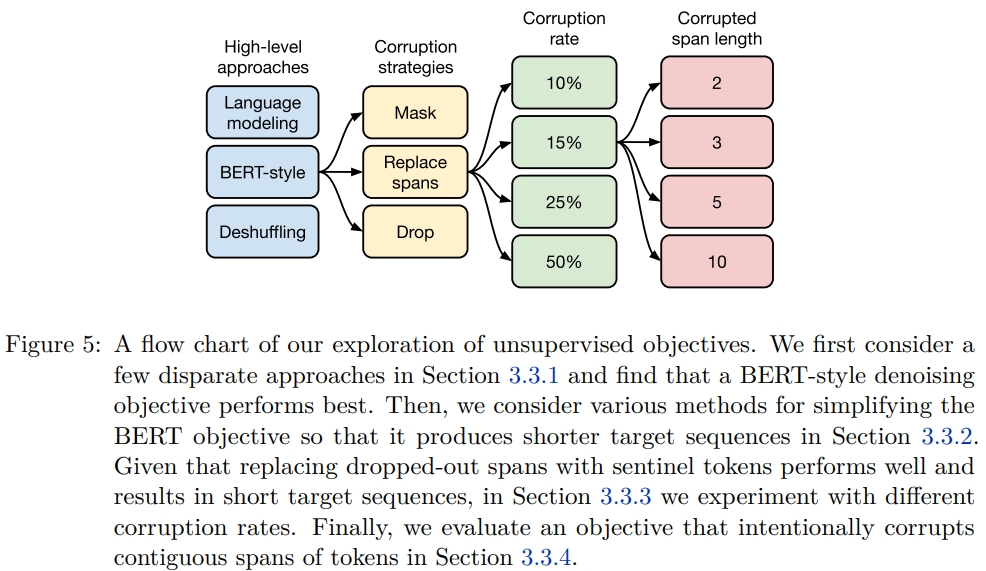 High-level
approaches
Language
modeling
BERT-style
Deshuffling
Corruption
strategies
Mask
Replace
spans
Drop
Corruption
rate
10%
15%
25%
50%
Corrupted
span length
2
3
5
10
Figure 5: A flow chart of our exploration of unsupervised objectives. We first consider a
few disparate approaches in Section 3.3.1 and find that a BERT-style denoising
objective performs best. Then, we consider various methods for simplifying the
BERT objective so that it produces shorter target sequences in Section 3.3.2.
Given that replacing dropped-out spans with sentinel tokens performs well and
results in short target sequences, in Section 3.3.3 we experiment with different
corruption rates. Finally, we evaluate an objective that intentionally corrupts
contiguous spans of tokens in Section 3.3.4.